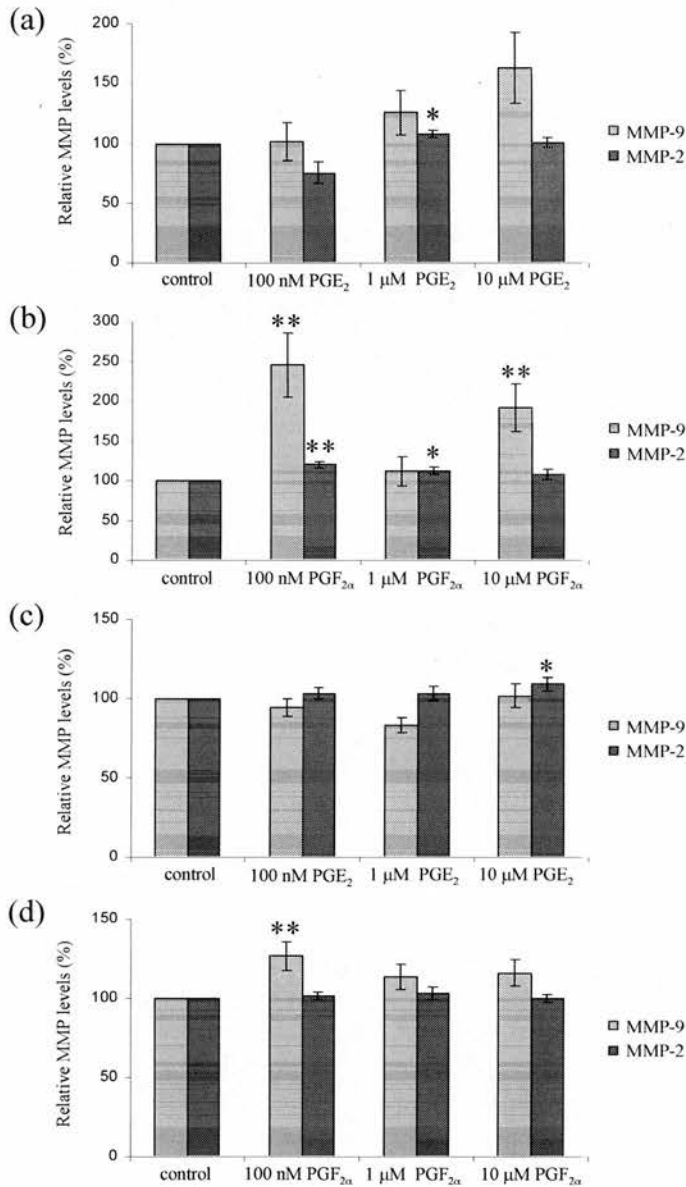 (a)
Relative MMP levels (%)
200
150
100
50
0
*
control
100 nM PGE₂
1 µM PGE₂
10 µM PGE₂
MMP-9
MMP-2
(b)
Relative MMP levels (%)
300
250
200
150
100
50
0
**
**
*
**
control
100 nM PGF₂α
1 µM PGF₂α
10 µM PGF₂α
MMP-9
MMP-2
(c)
Relative MMP levels (%)
150
100
50
0
*
control
100 nM PGE₂
1 µM PGE₂
10 µM PGE₂
MMP-9
MMP-2
(d)
Relative MMP levels (%)
150
100
50
0
**
control
100 nM PGF₂α
1 µM PGF₂α
10 µM PGF₂α
MMP-9
MMP-2